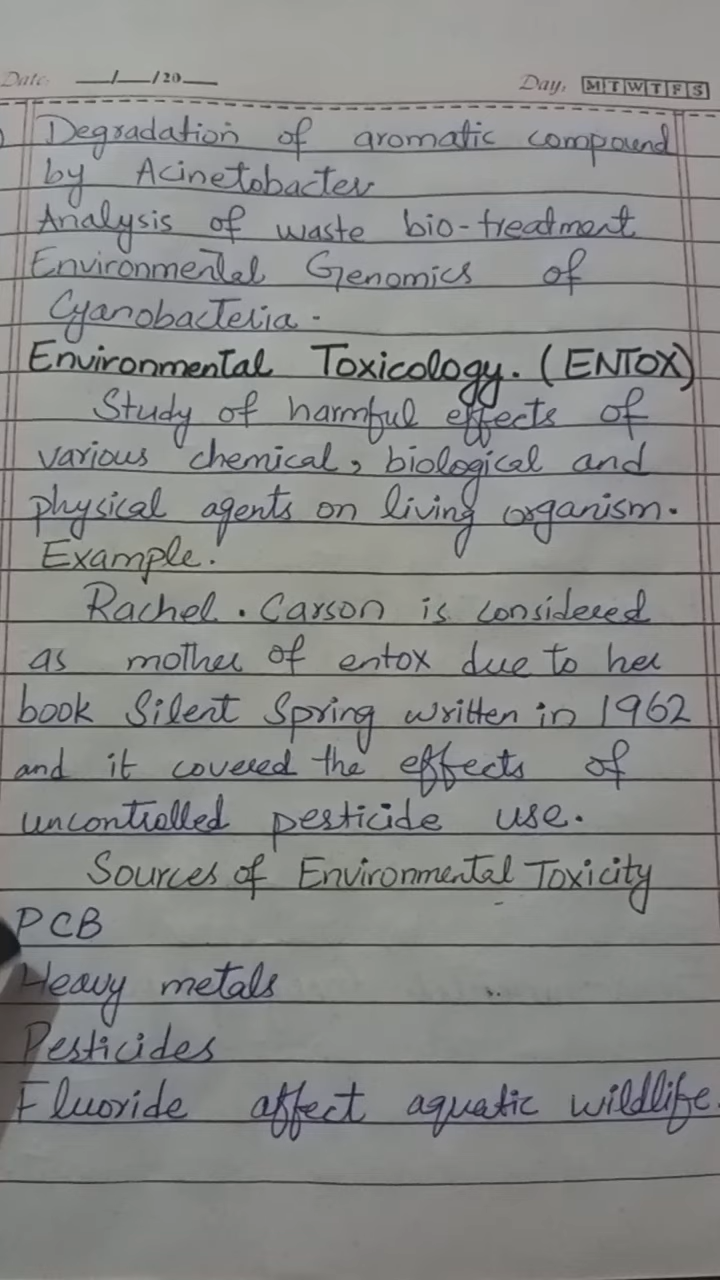 Date: __/__/20__ Day. M T W T F S
Degradation of aromatic compound
by Acinetobacter
Analysis of waste bio-treatment
Environmental Genomics of
Cyanobacteria.
Environmental Toxicology. (ENTOX)
Study of harmful effects of
various chemical, biological and
physical agents on living organism.
Example.
Rachel. Carson is considered
as mother of entox due to her
book Silent Spring written in 1962
and it covered the effects of
uncontrolled pesticide use.
Sources of Environmental Toxicity
PCB
Heavy metals
Pesticides
Fluoride affect aquatic wildlife.